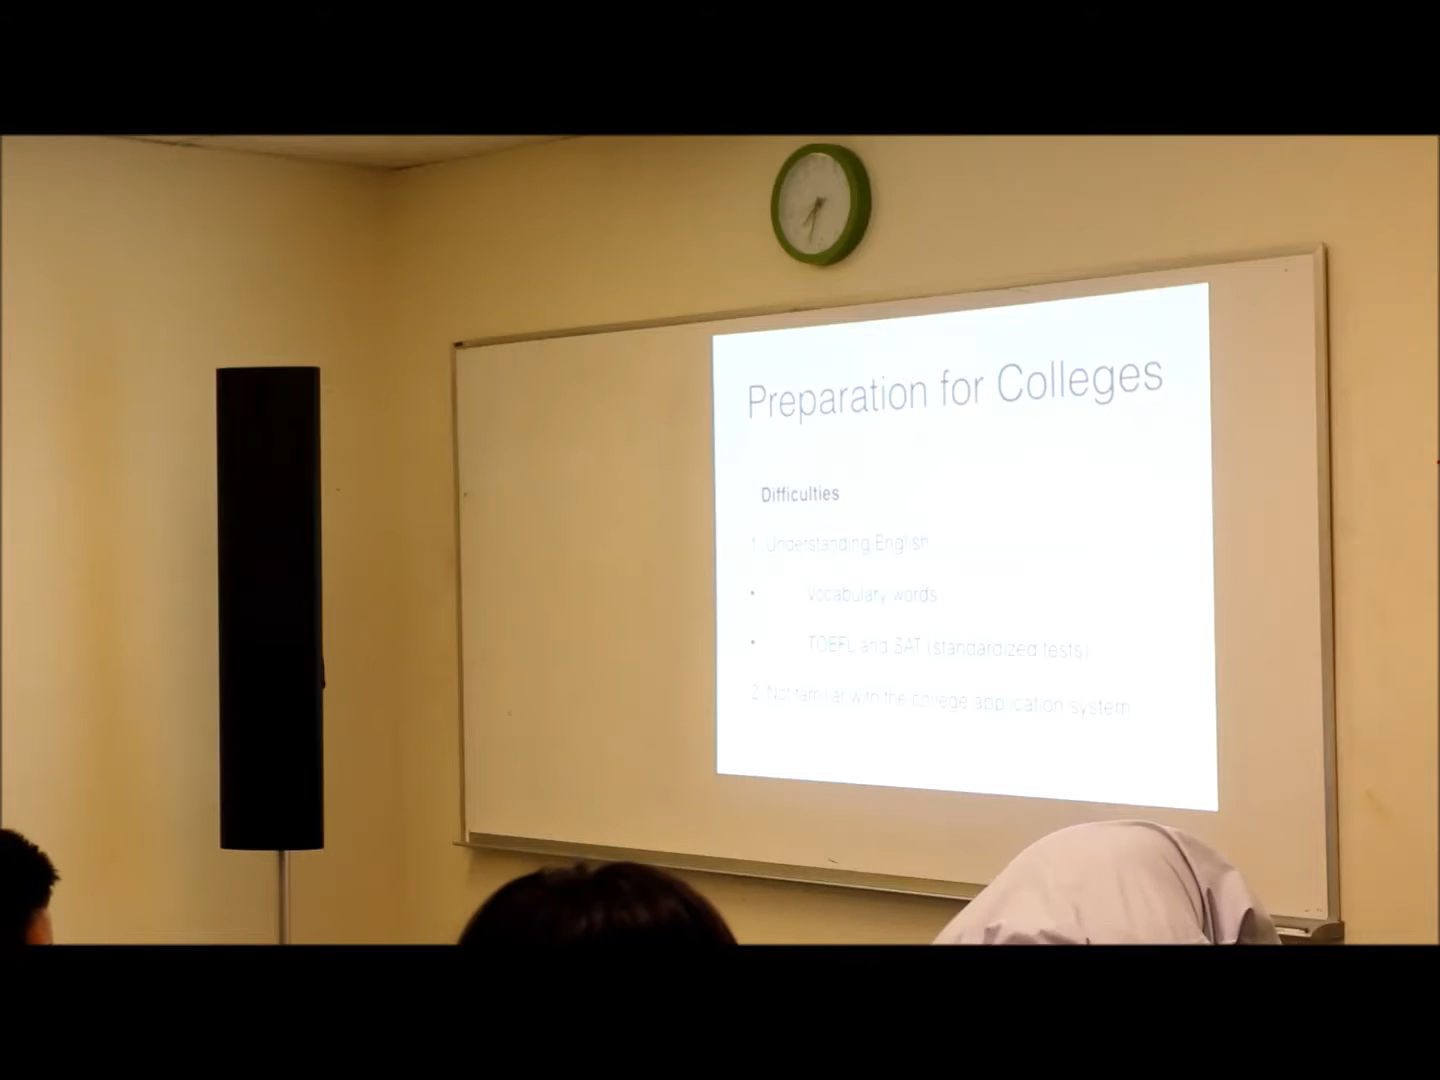 Preparation for Colleges
Difficulties
1. Understanding English
• Vocabulary words
• TOEFL and SAT (standardized tests)
2. Not familiar with the college application system